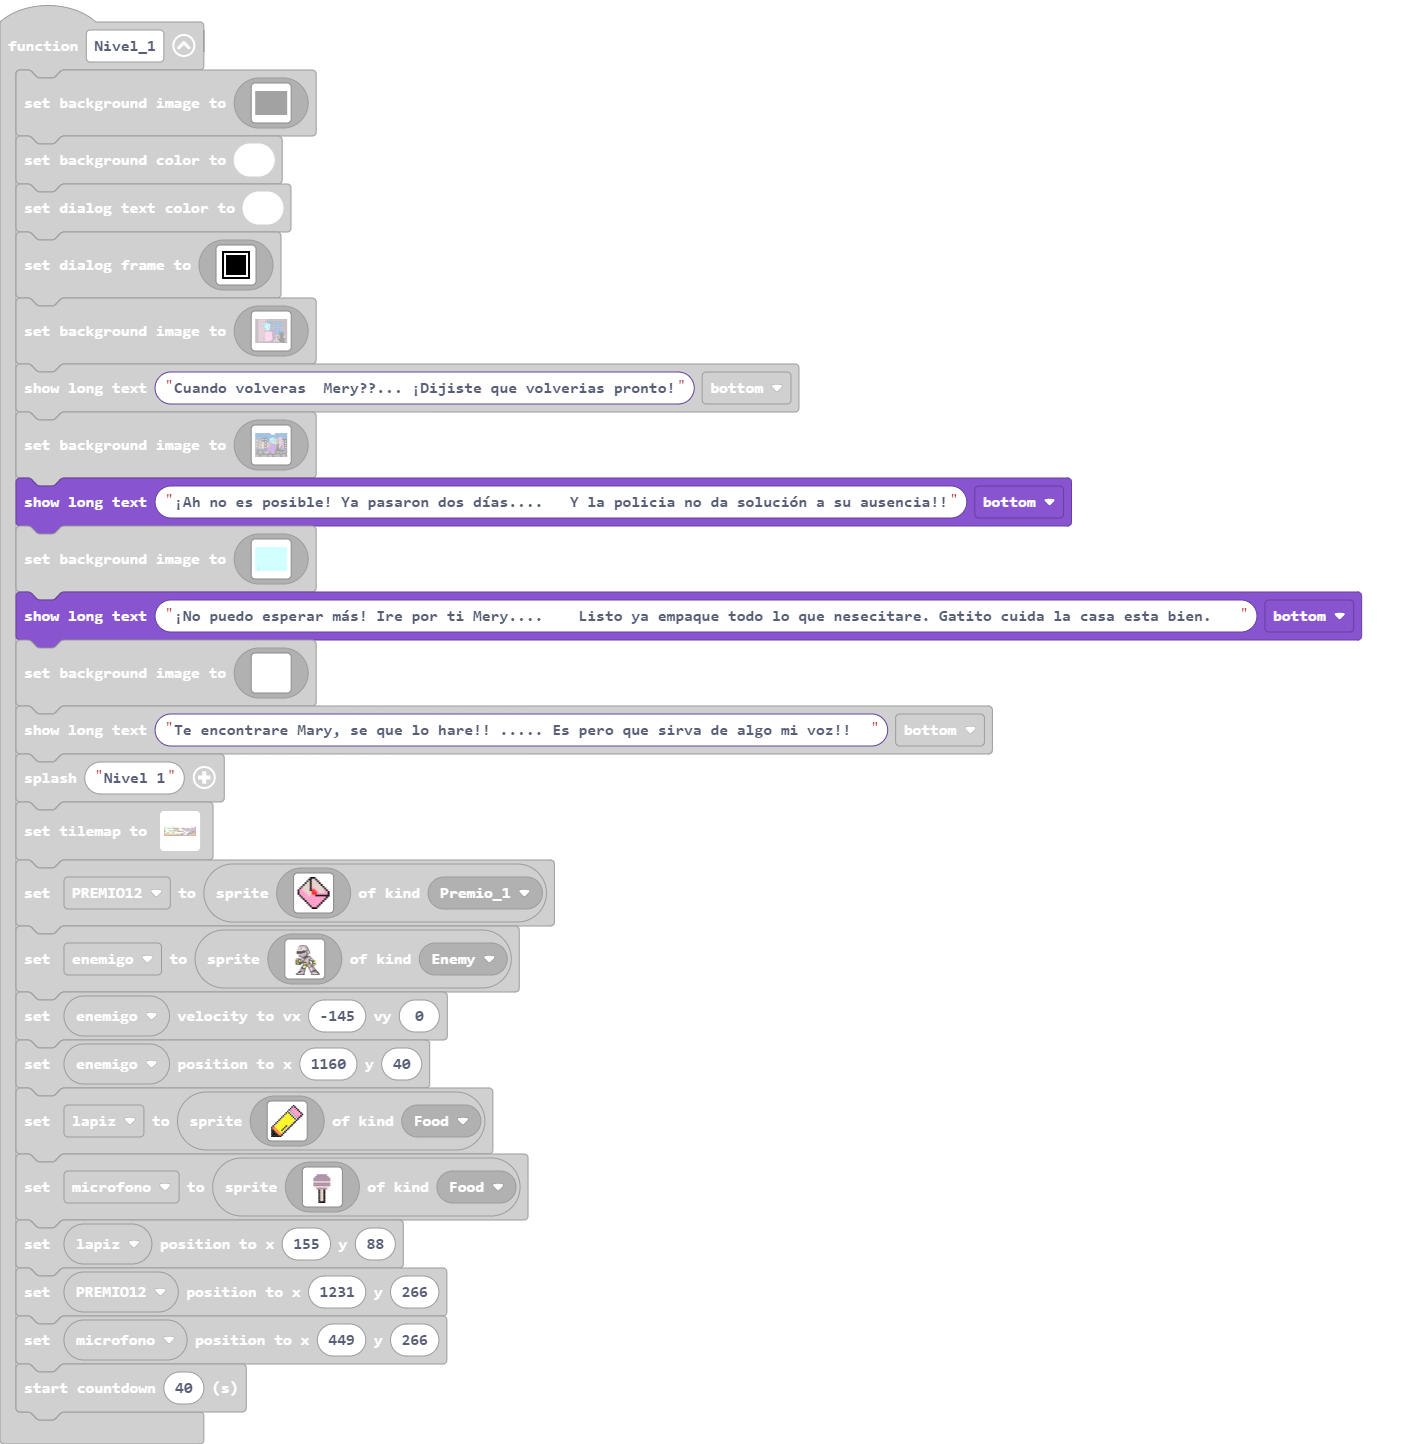 function Nivel_1
set background image to
set background color to
set dialog text color to
set dialog frame to
set background image to
show long text "Cuando volveras  Mery??... ¡Dijiste que volverias pronto!" bottom
set background image to
show long text "¡Ah no es posible! Ya pasaron dos días....   Y la policia no da solución a su ausencia!!" bottom
set background image to
show long text "¡No puedo esperar más! Ire por ti Mery....    Listo ya empaque todo lo que nesecitare. Gatito cuida la casa esta bien.   " bottom
set background image to
show long text "Te encontrare Mary, se que lo hare!! ..... Es pero que sirva de algo mi voz!!  " bottom
splash "Nivel 1"
set tilemap to
set PREMIO12 to sprite of kind Premio_1
set enemigo to sprite of kind Enemy
set enemigo velocity to vx -145 vy 0
set enemigo position to x 1160 y 40
set lapiz to sprite of kind Food
set microfono to sprite of kind Food
set lapiz position to x 155 y 88
set PREMIO12 position to x 1231 y 266
set microfono position to x 449 y 266
start countdown 40 (s)